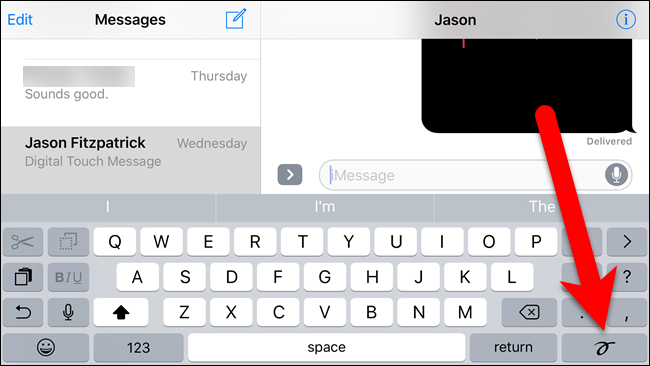 Edit Messages Jason
Thursday
Sounds good.
Jason Fitzpatrick Wednesday
Digital Touch Message
Delivered
iMessage
I I'm The
Q W E R T Y U I O P
B I U A S D F G H J K L ?
Z X C V B N M . ,
123 space return